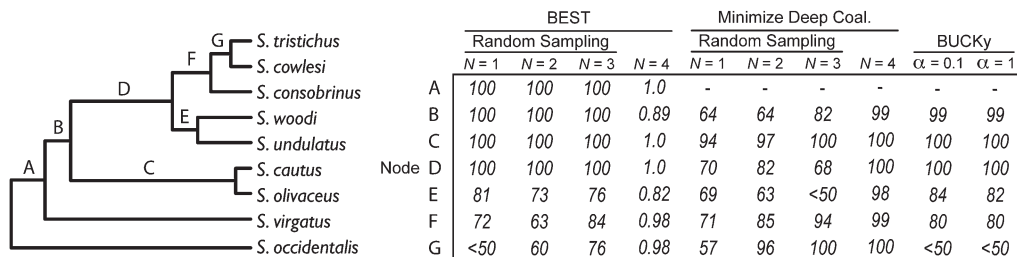 BEST Minimize Deep Coal.
Random Sampling Random Sampling BUCKy
N = 1 N = 2 N = 3 N = 4 N = 1 N = 2 N = 3 N = 4 α = 0.1 α = 1
G S. tristichus
F S. cowlesi
D S. consobrinus
E S. woodi
B S. undulatus
A C S. cautus
S. olivaceus
S. virgatus
S. occidentalis
Node
A 100 100 100 1.0 - - - - - -
B 100 100 100 0.89 64 64 82 99 99 99
C 100 100 100 1.0 94 97 100 100 100 100
D 100 100 100 1.0 70 82 68 100 100 100
E 81 73 76 0.82 69 63 <50 98 84 82
F 72 63 84 0.98 71 85 94 99 80 80
G <50 60 76 0.98 57 96 100 100 <50 <50